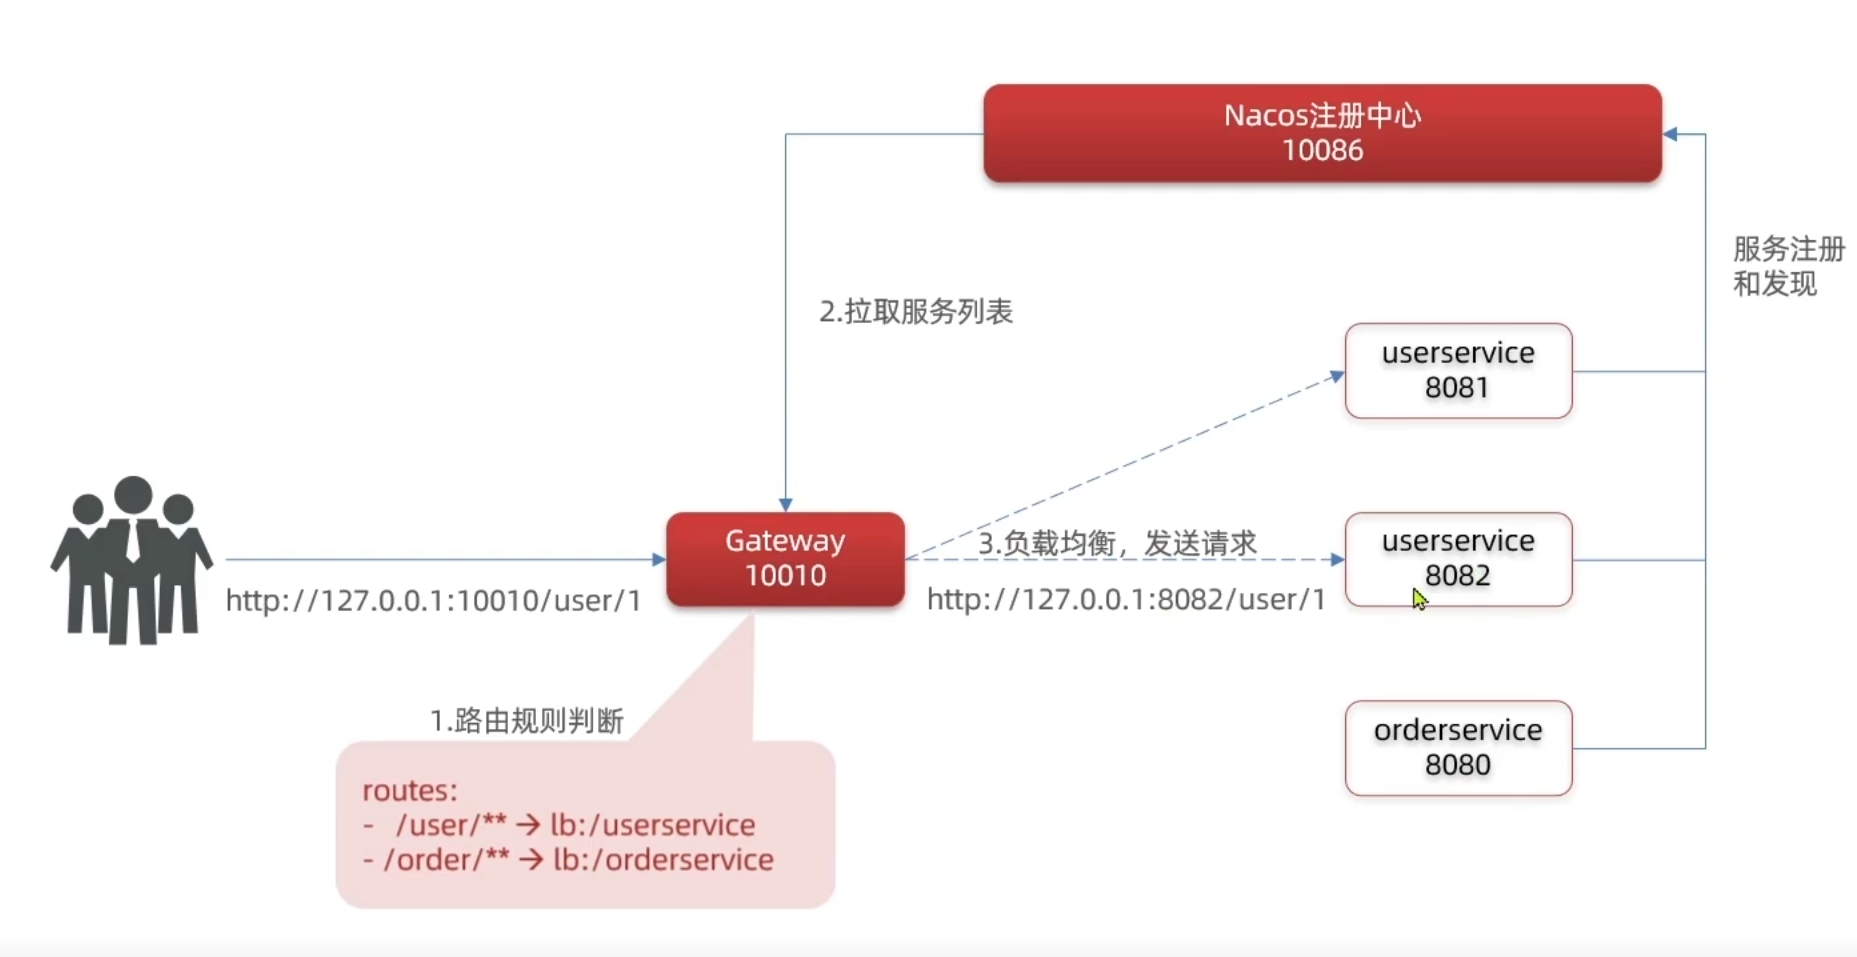 Nacos注册中心
10086
服务注册
和发现
2.拉取服务列表
userservice
8081
Gateway
10010
3.负载均衡，发送请求
userservice
8082
http://127.0.0.1:10010/user/1
http://127.0.0.1:8082/user/1
1.路由规则判断
orderservice
8080
routes:
- /user/** → lb:/userservice
- /order/** → lb:/orderservice